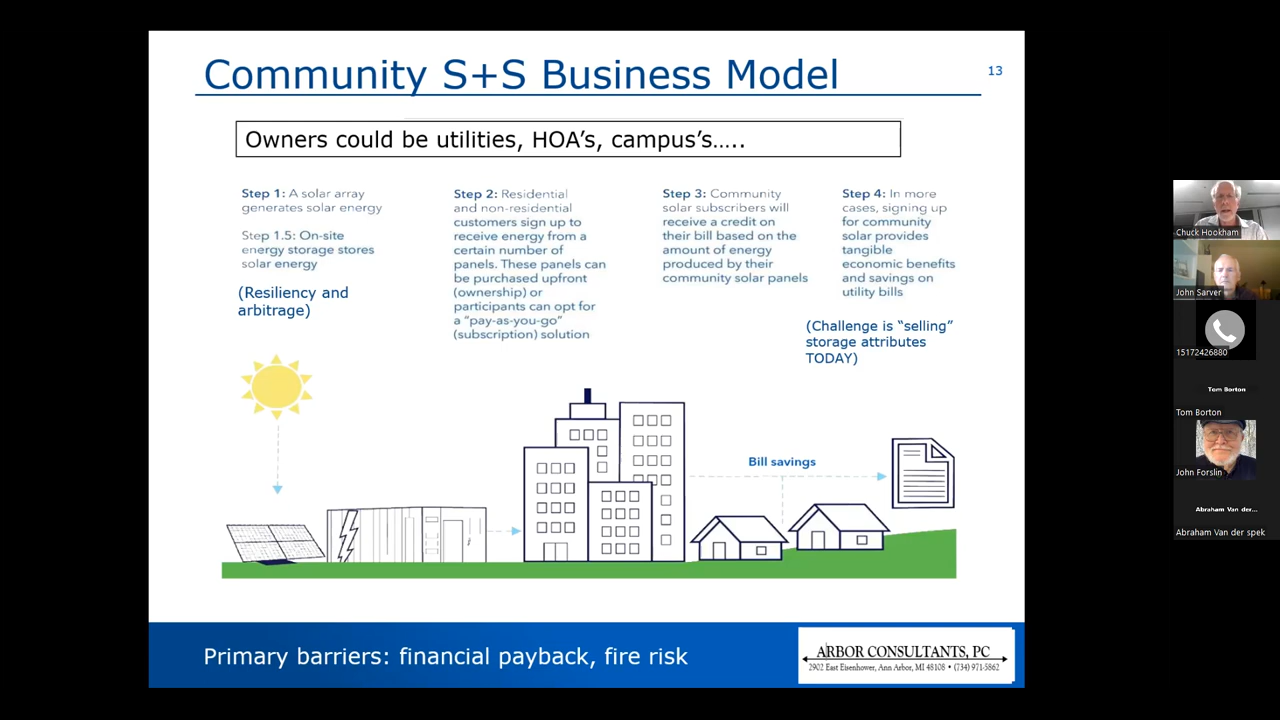 Community S+S Business Model
13
Owners could be utilities, HOA's, campus's…..
Step 1: A solar array
generates solar energy
Step 1.5: On-site
energy storage stores
solar energy
(Resiliency and
arbitrage)
Step 2: Residential
and non-residential
customers sign up to
receive energy from a
certain number of
panels. These panels can
be purchased upfront
(ownership) or
participants can opt for
a "pay-as-you-go"
(subscription) solution
Step 3: Community
solar subscribers will
receive a credit on
their bill based on the
amount of energy
produced by their
community solar panels
Step 4: In more
cases, signing up
for community
solar provides
tangible
economic benefits
and savings on
utility bills
(Challenge is "selling"
storage attributes
TODAY)
Bill savings
Primary barriers: financial payback, fire risk
ARBOR CONSULTANTS, PC
2902 East Eisenhower, Ann Arbor, MI 48108 • (734) 971-5862
Chuck Hookham
John Sarver
15172426880
Tom Borton
Tom Borton
John Forslin
Abraham Van der...
Abraham Van der spek